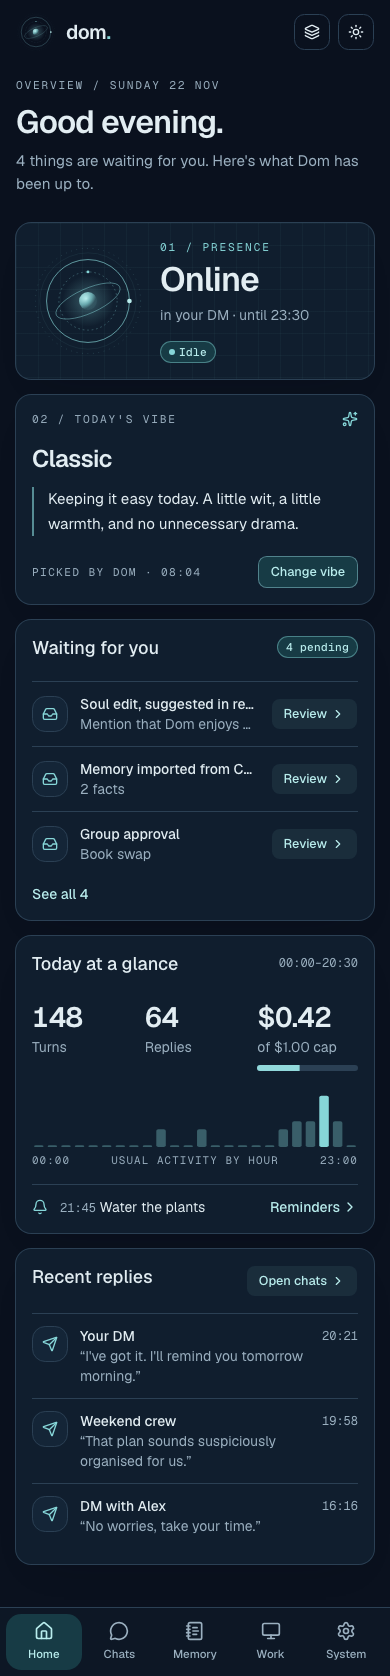 dom.
OVERVIEW / SUNDAY 22 NOV
Good evening.
4 things are waiting for you. Here's what Dom has
been up to.
01 / PRESENCE
Online
in your DM · until 23:30
Idle
02 / TODAY'S VIBE
Classic
Keeping it easy today. A little wit, a little
warmth, and no unnecessary drama.
PICKED BY DOM · 08:04
Change vibe
Waiting for you
4 pending
Soul edit, suggested in re…
Mention that Dom enjoys …
Review
Memory imported from C…
2 facts
Review
Group approval
Book swap
Review
See all 4
Today at a glance
00:00–20:30
148
Turns
64
Replies
$0.42
of $1.00 cap
00:00
USUAL ACTIVITY BY HOUR
23:00
21:45 Water the plants
Reminders
Recent replies
Open chats
Your DM
20:21
“I've got it. I'll remind you tomorrow
morning.”
Weekend crew
19:58
“That plan sounds suspiciously
organised for us.”
DM with Alex
16:16
“No worries, take your time.”
Home
Chats
Memory
Work
System